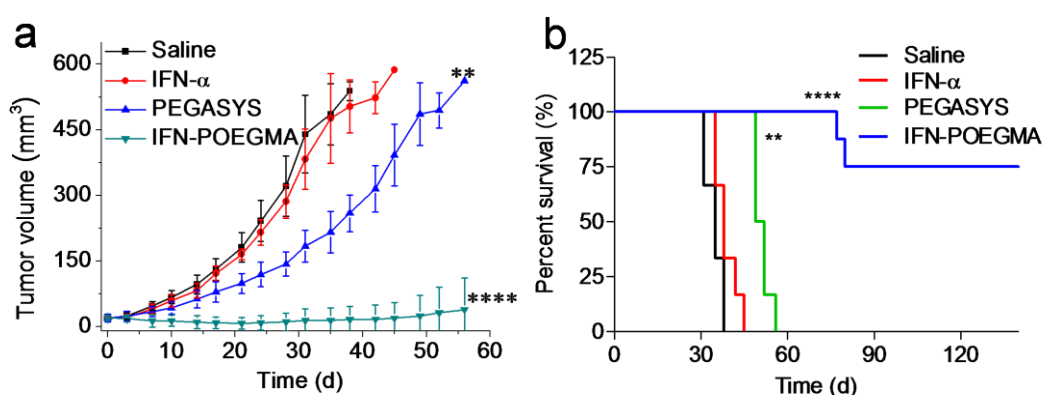 a
Saline
IFN-α
PEGASYS
IFN-POEGMA
**
****
600
450
300
150
0
Tumor volume (mm³)
0 10 20 30 40 50 60
Time (d)
b
Saline
IFN-α
PEGASYS
IFN-POEGMA
****
**
125
100
75
50
25
0
Percent survival (%)
0 30 60 90 120
Time (d)